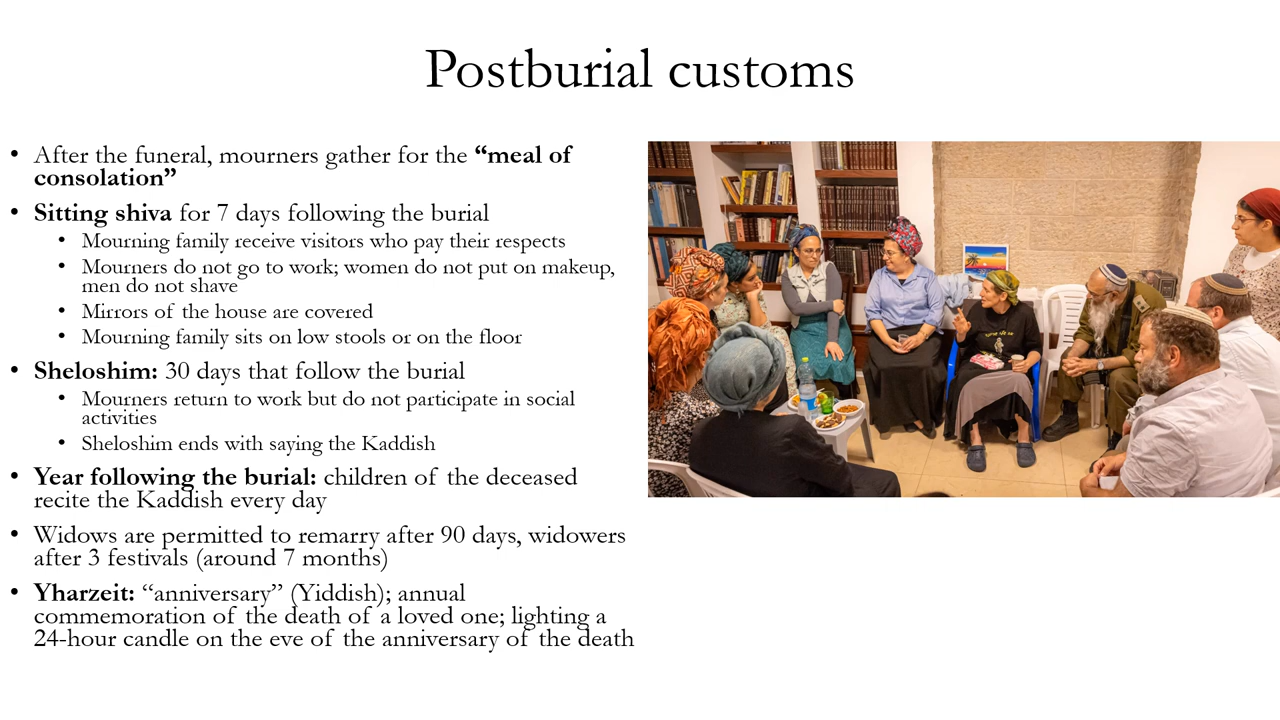 Postburial customs
• After the funeral, mourners gather for the “meal of
consolation”
• Sitting shiva for 7 days following the burial
• Mourning family receive visitors who pay their respects
• Mourners do not go to work; women do not put on makeup,
men do not shave
• Mirrors of the house are covered
• Mourning family sits on low stools or on the floor
• Sheloshim: 30 days that follow the burial
• Mourners return to work but do not participate in social
activities
• Sheloshim ends with saying the Kaddish
• Year following the burial: children of the deceased
recite the Kaddish every day
• Widows are permitted to remarry after 90 days, widowers
after 3 festivals (around 7 months)
• Yharzeit: “anniversary” (Yiddish); annual
commemoration of the death of a loved one; lighting a
24-hour candle on the eve of the anniversary of the death